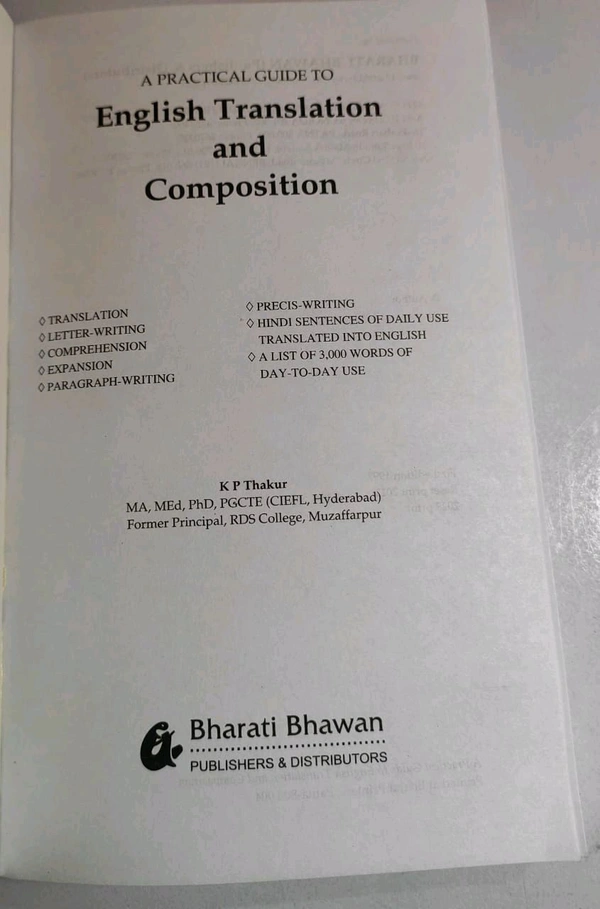 A PRACTICAL GUIDE TO
English Translation
and
Composition
◊ TRANSLATION
◊ LETTER-WRITING
◊ COMPREHENSION
◊ EXPANSION
◊ PARAGRAPH-WRITING
◊ PRECIS-WRITING
◊ HINDI SENTENCES OF DAILY USE
TRANSLATED INTO ENGLISH
◊ A LIST OF 3,000 WORDS OF
DAY-TO-DAY USE
K P Thakur
MA, MEd, PhD, PGCTE (CIEFL, Hyderabad)
Former Principal, RDS College, Muzaffarpur
Bharati Bhawan
PUBLISHERS & DISTRIBUTORS